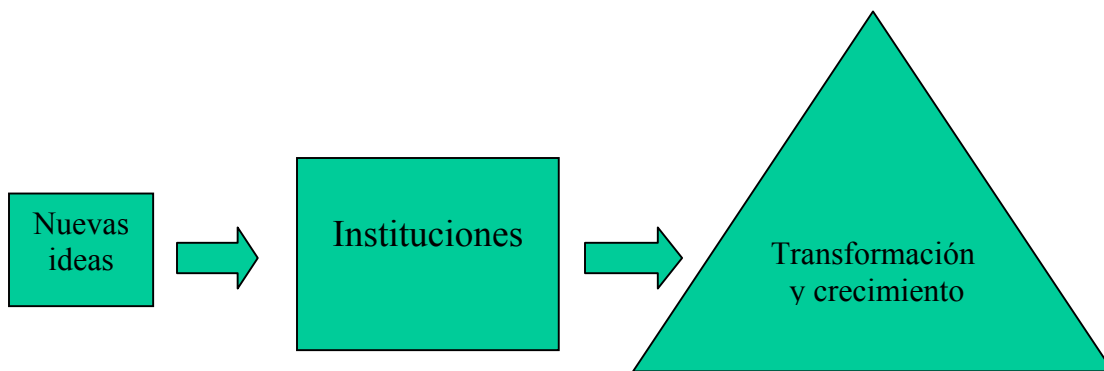 Nuevas
ideas
Instituciones
Transformación
y crecimiento